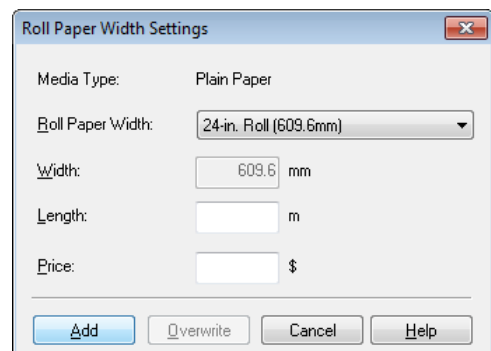 Roll Paper Width Settings
Media Type: Plain Paper
Roll Paper Width: 24-in. Roll (609.6mm)
Width: 609.6 mm
Length: m
Price: $
Add Overwrite Cancel Help